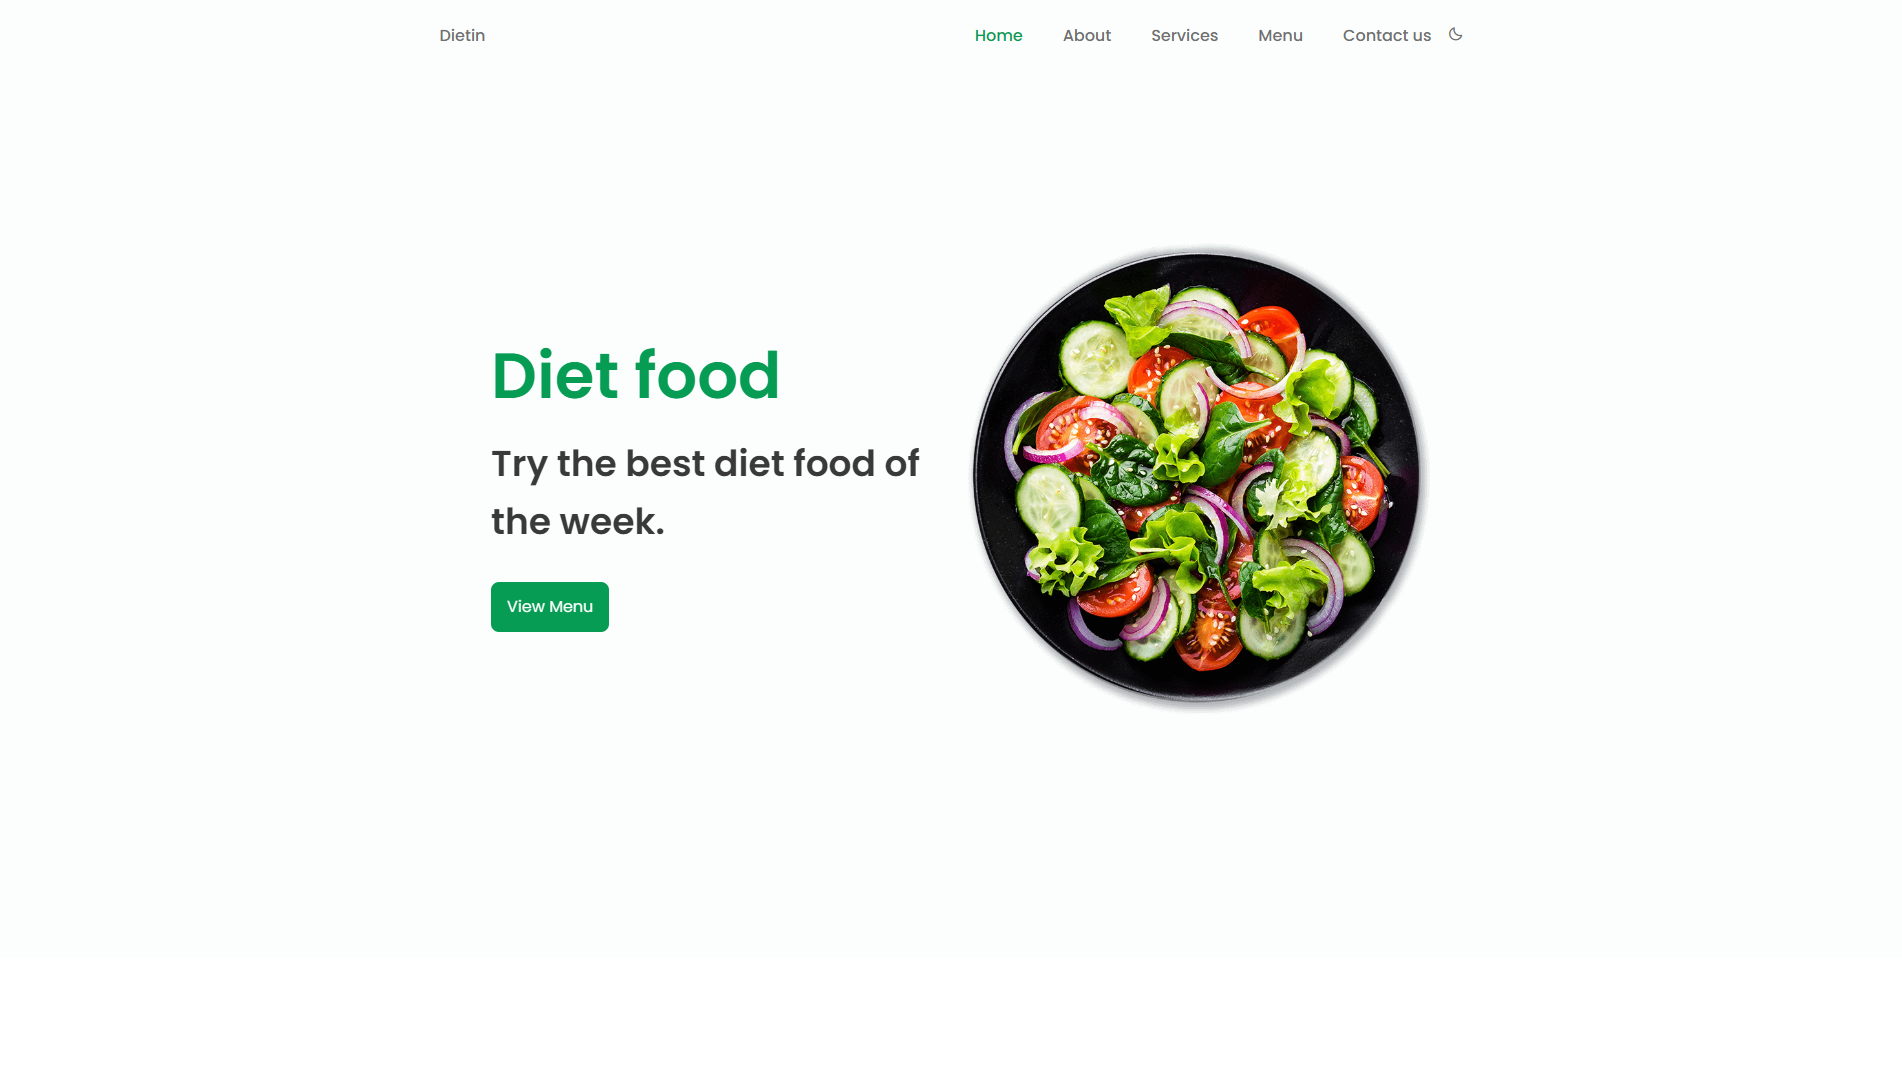 Dietin
Home
About
Services
Menu
Contact us
Diet food
Try the best diet food of
the week.
View Menu